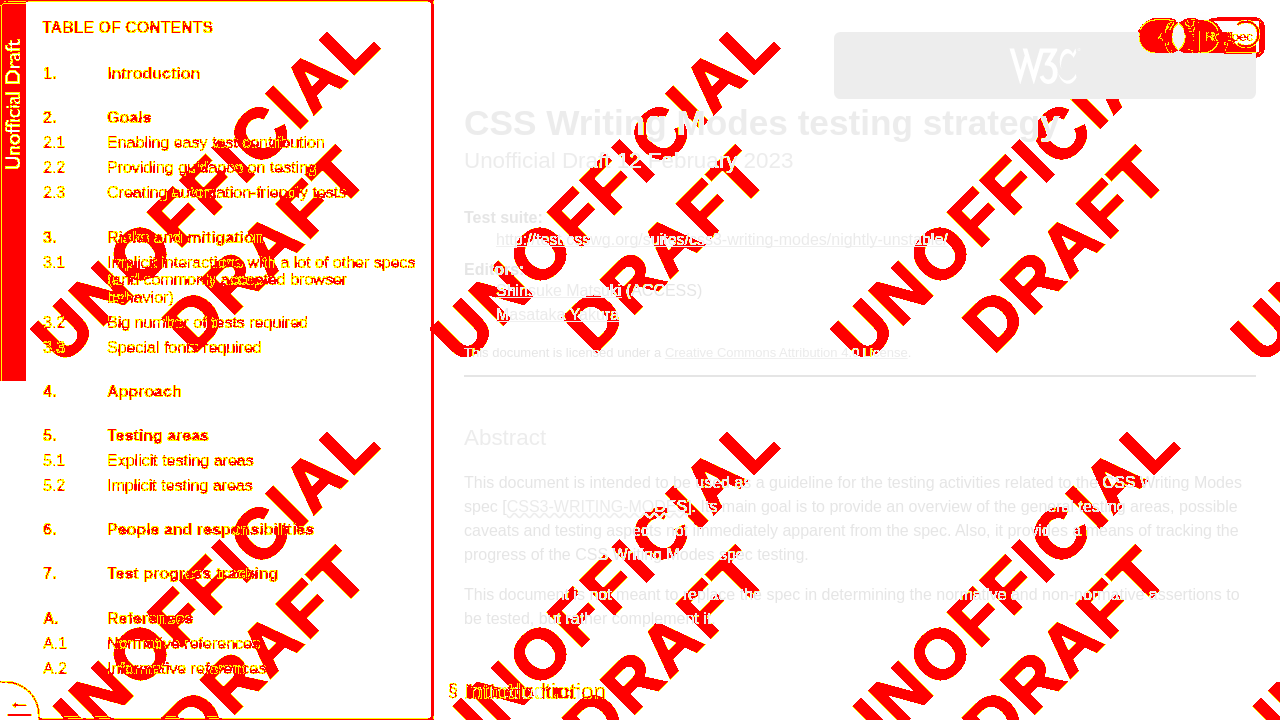 Unofficial Draft
TABLE OF CONTENTS
1. Introduction
2. Goals
2.1 Enabling easy test contribution
2.2 Providing guidance on testing
2.3 Creating automation-friendly tests
3. Risks and mitigation
3.1 Implicit interactions with a lot of other specs
(and commonly accepted browser
behavior)
3.2 Big number of tests required
3.3 Special fonts required
4. Approach
5. Testing areas
5.1 Explicit testing areas
5.2 Implicit testing areas
6. People and responsibilities
7. Test progress tracking
A. References
A.1 Normative references
A.2 Informative references
↑
W3C
CSS Writing Modes testing strategy
Unofficial Draft 12 February 2023
Test suite:
http://test.csswg.org/suites/css3-writing-modes/nightly-unstable/
Editors:
Shinsuke Matsuki (ACCESS)
Masataka Yakura
This document is licensed under a Creative Commons Attribution 4.0 License.
Abstract
This document is intended to be used as a guideline for the testing activities related to the CSS Writing Modes
spec [CSS3-WRITING-MODES]. Its main goal is to provide an overview of the general testing areas, possible
caveats and testing aspects not immediately apparent from the spec. Also, it provides a means of tracking the
progress of the CSS Writing Modes spec testing.
This document is not meant to replace the spec in determining the normative and non-normative assertions to
be tested, but rather complement it.
§ Introduction
UNOFFICIAL
DRAFT
UNOFFICIAL
DRAFT
UNOFFICIAL
DRAFT
UNOFFICIAL
DRAFT
UNOFFICIAL
DRAFT
UNOFFICIAL
DRAFT